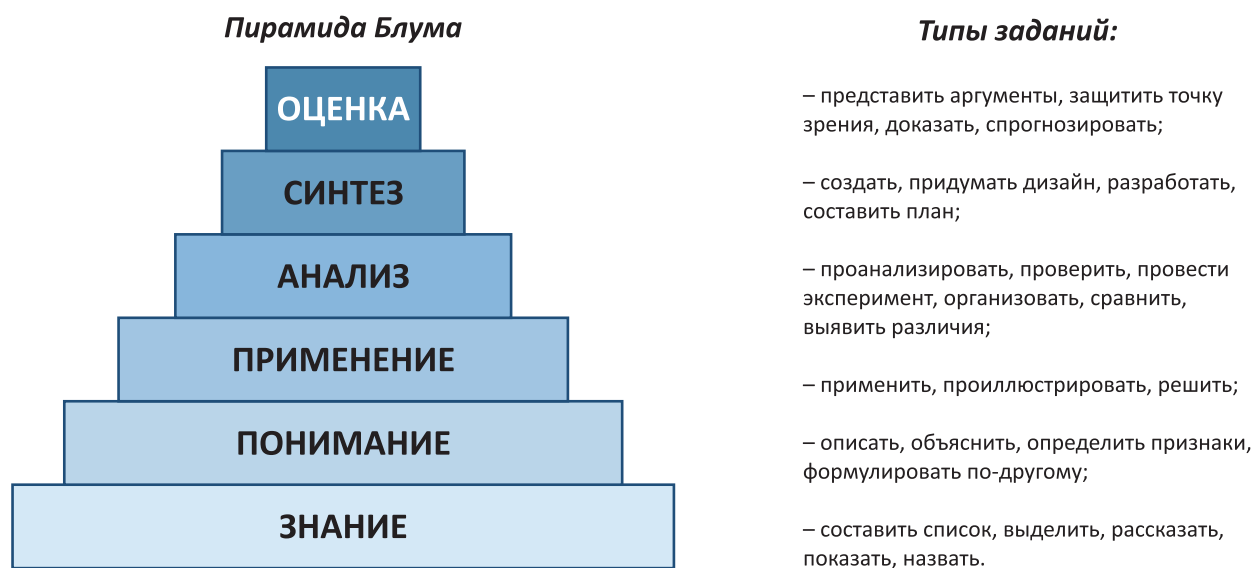 Пирамида Блума
ОЦЕНКА
СИНТЕЗ
АНАЛИЗ
ПРИМЕНЕНИЕ
ПОНИМАНИЕ
ЗНАНИЕ
Типы заданий:
– представить аргументы, защитить точку
зрения, доказать, спрогнозировать;
– создать, придумать дизайн, разработать,
составить план;
– проанализировать, проверить, провести
эксперимент, организовать, сравнить,
выявить различия;
– применить, проиллюстрировать, решить;
– описать, объяснить, определить признаки,
формулировать по-другому;
– составить список, выделить, рассказать,
показать, назвать.